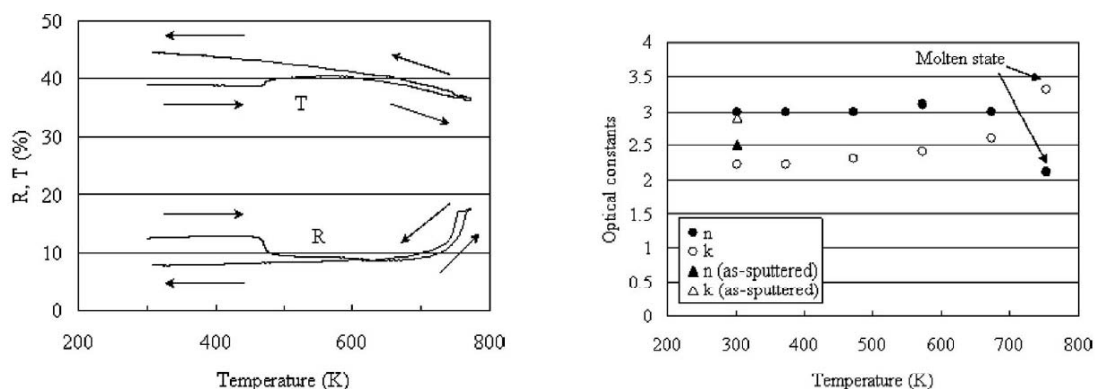 50
40
30
20
10
0
R, T (%)
T
R
200
400
600
800
Temperature (K)
4
3.5
3
2.5
2
1.5
1
0.5
0
Optical constants
Molten state
n
k
n (as-sputtered)
k (as-sputtered)
200
300
400
500
600
700
800
Temperature (K)